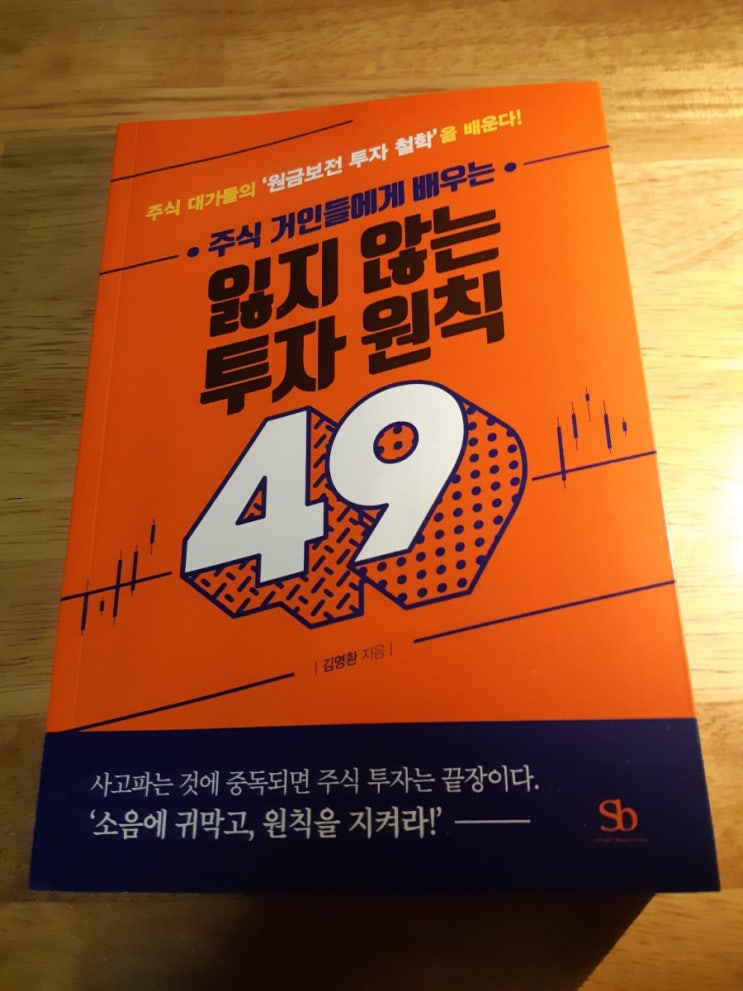 주식 대가들의 '원금보전 투자 철학'을 배운다!
• 주식 거인들에게 배우는 •
잃지 않는
투자 원칙
49
| 김명환 지음 |
사고파는 것에 중독되면 주식 투자는 끝장이다.
'소음에 귀막고, 원칙을 지켜라!'
Sb